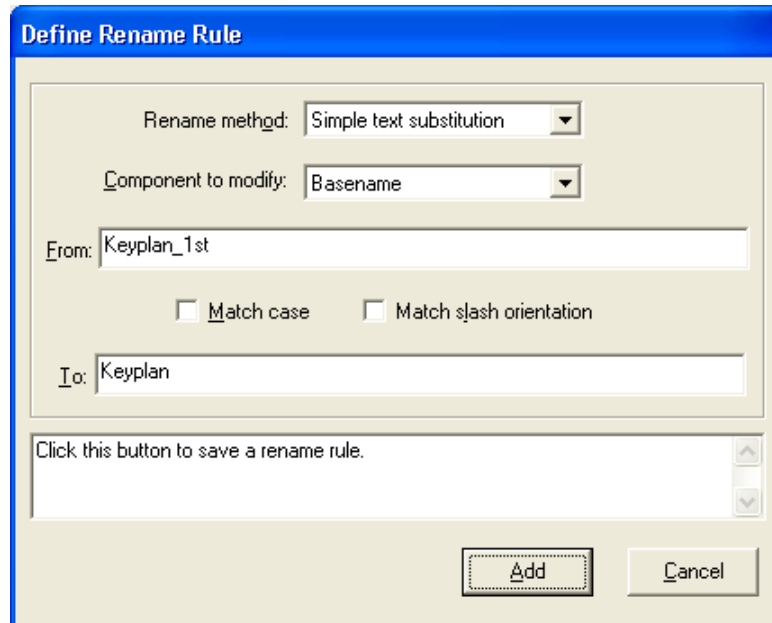 Define Rename Rule
Rename method: Simple text substitution
Component to modify: Basename
From: Keyplan_1st
Match case Match slash orientation
To: Keyplan
Click this button to save a rename rule.
Add Cancel